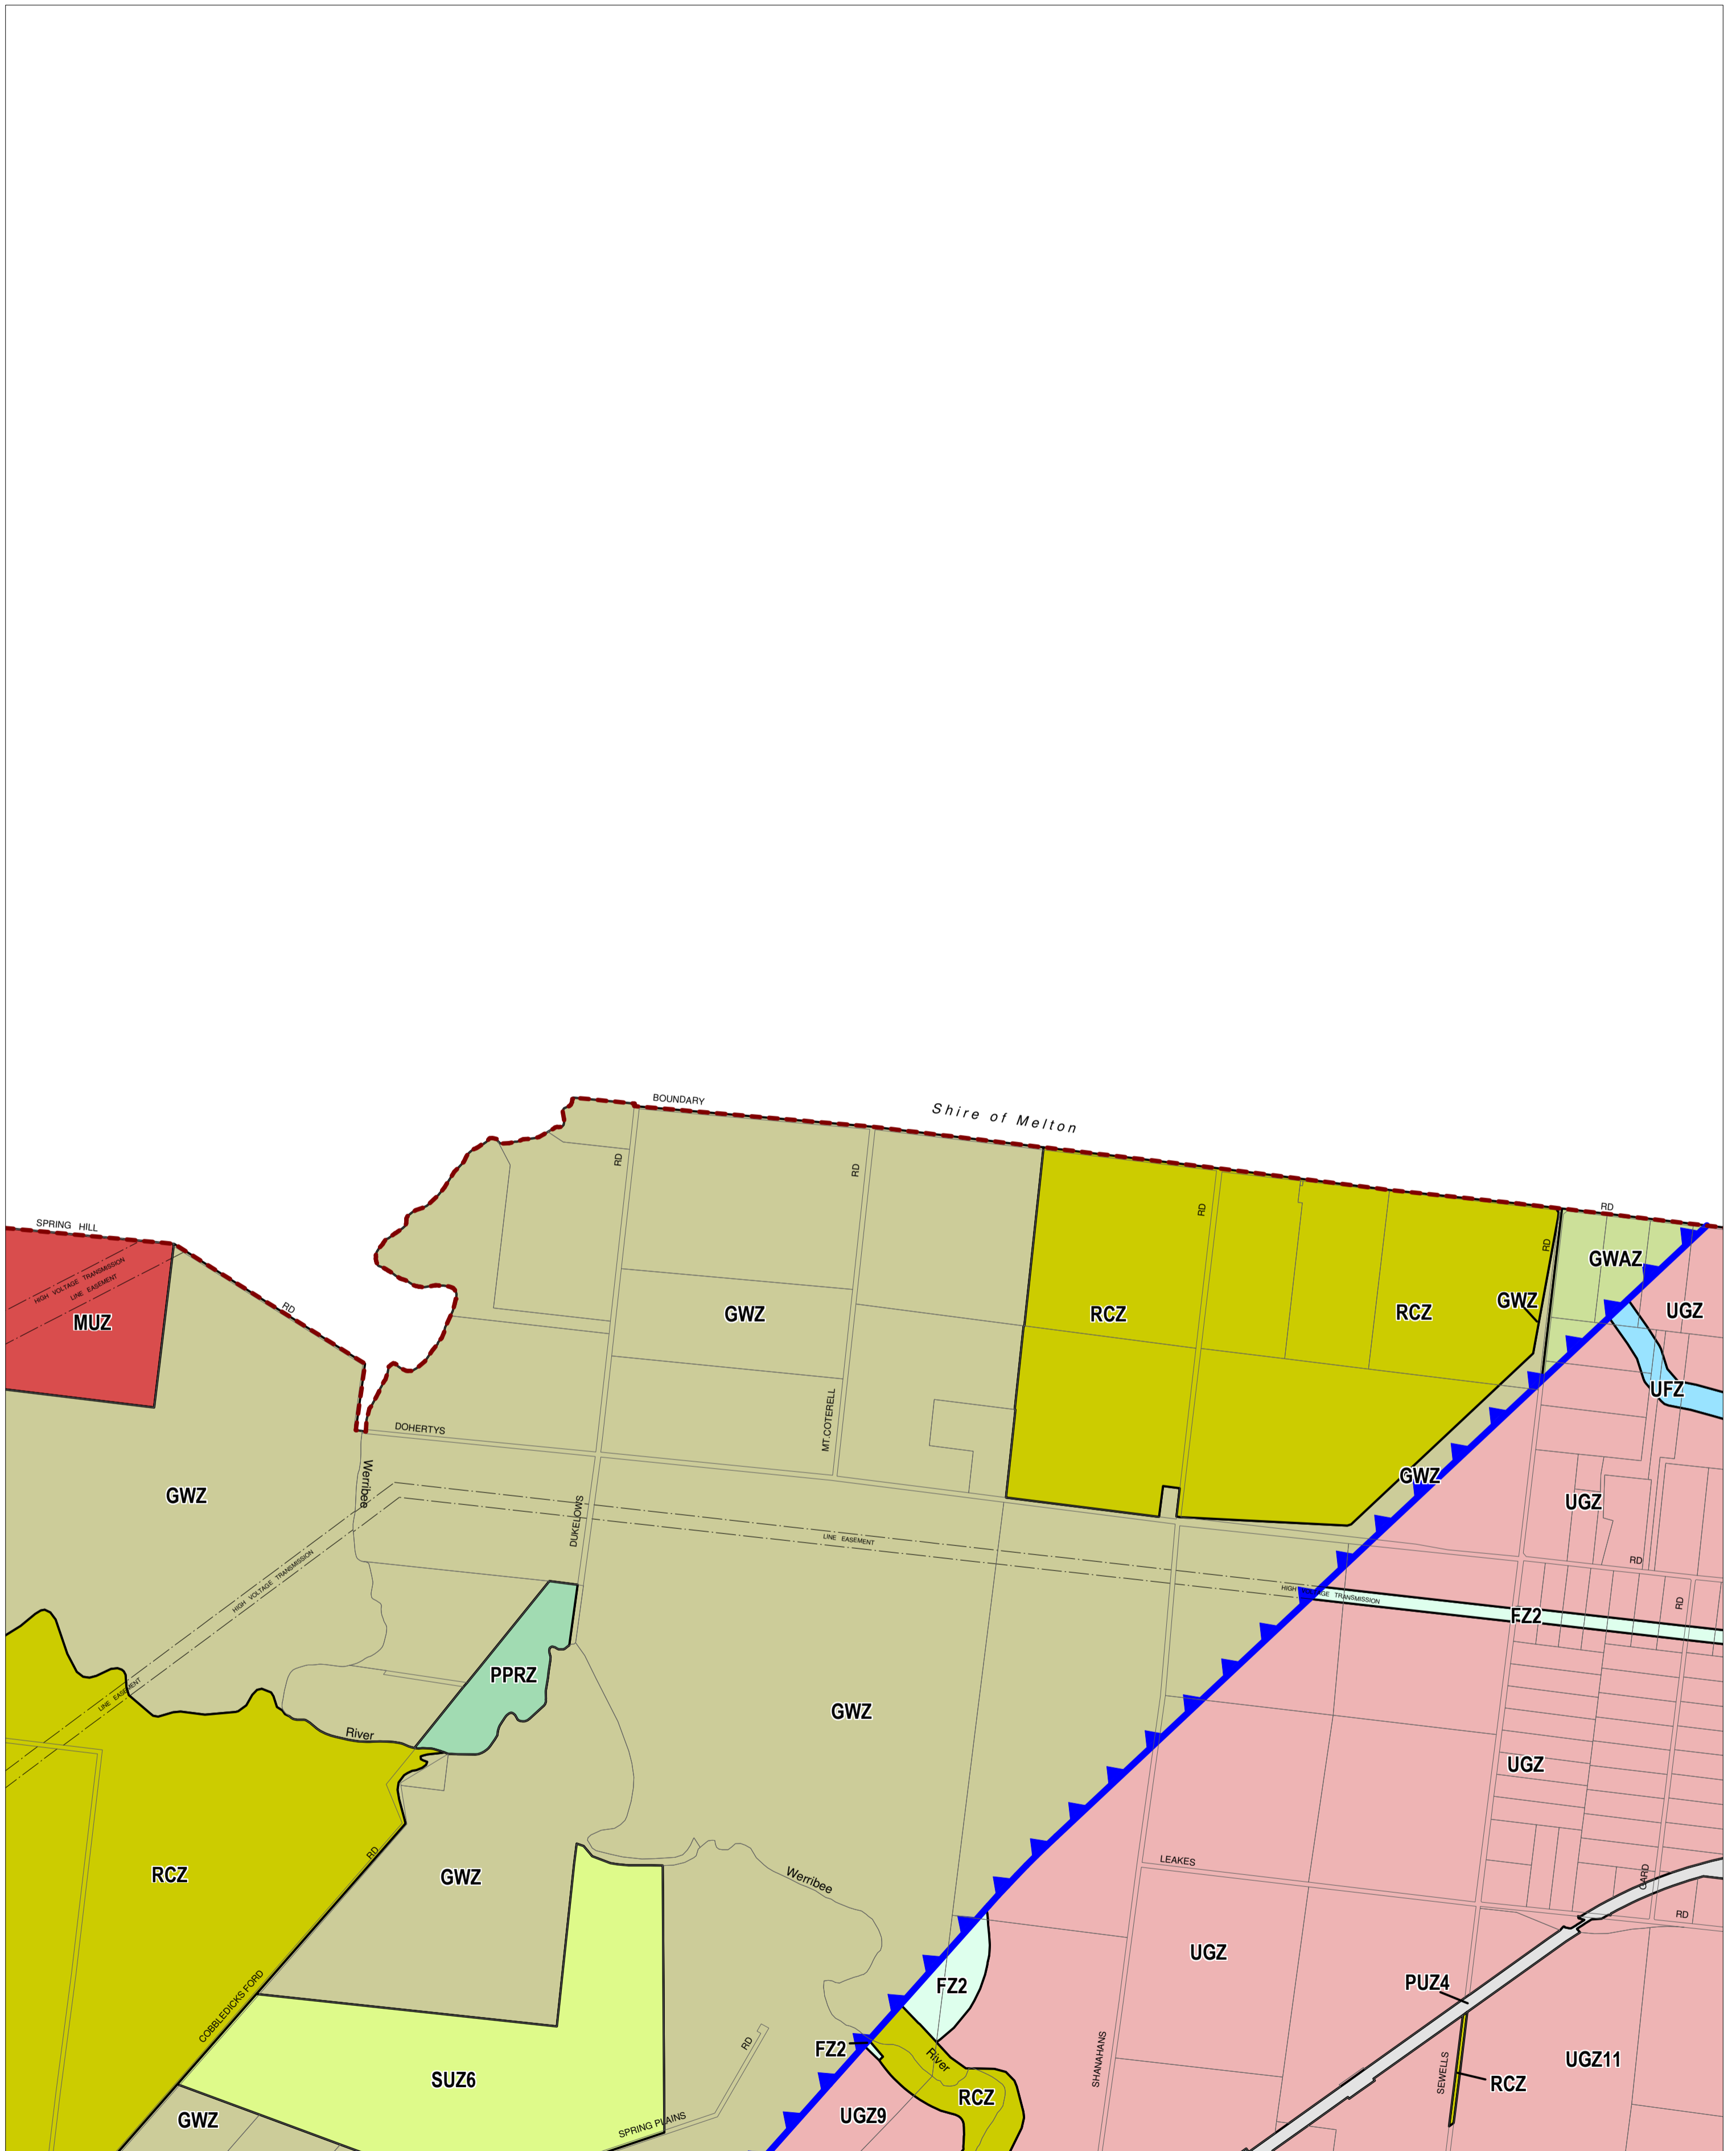 BOUNDARY
Shire of Melton
RD
RD
RD
RD
RD
SPRING HILL
HIGH VOLTAGE TRANSMISSION
LINE EASEMENT
MUZ
RD
GWZ
RCZ
RCZ
GWZ
GWAZ
UGZ
UFZ
MT.COTERELL
DOHERTYS
Werribee
GWZ
GWZ
UGZ
DUKELOWS
LINE EASEMENT
HIGH VOLTAGE TRANSMISSION
HIGH VOLTAGE TRANSMISSION
RD
RD
FZ2
PPRZ
LINE EASEMENT
GWZ
River
UGZ
RD
RCZ
GWZ
Werribee
LEAKES
CARD
RD
UGZ
FZ2
PUZ4
COBBLEDICKS FORD
RD
FZ2
River
SHANAHANS
SEWELLS
UGZ11
SUZ6
RCZ
RCZ
GWZ
SPRING PLAINS
UGZ9